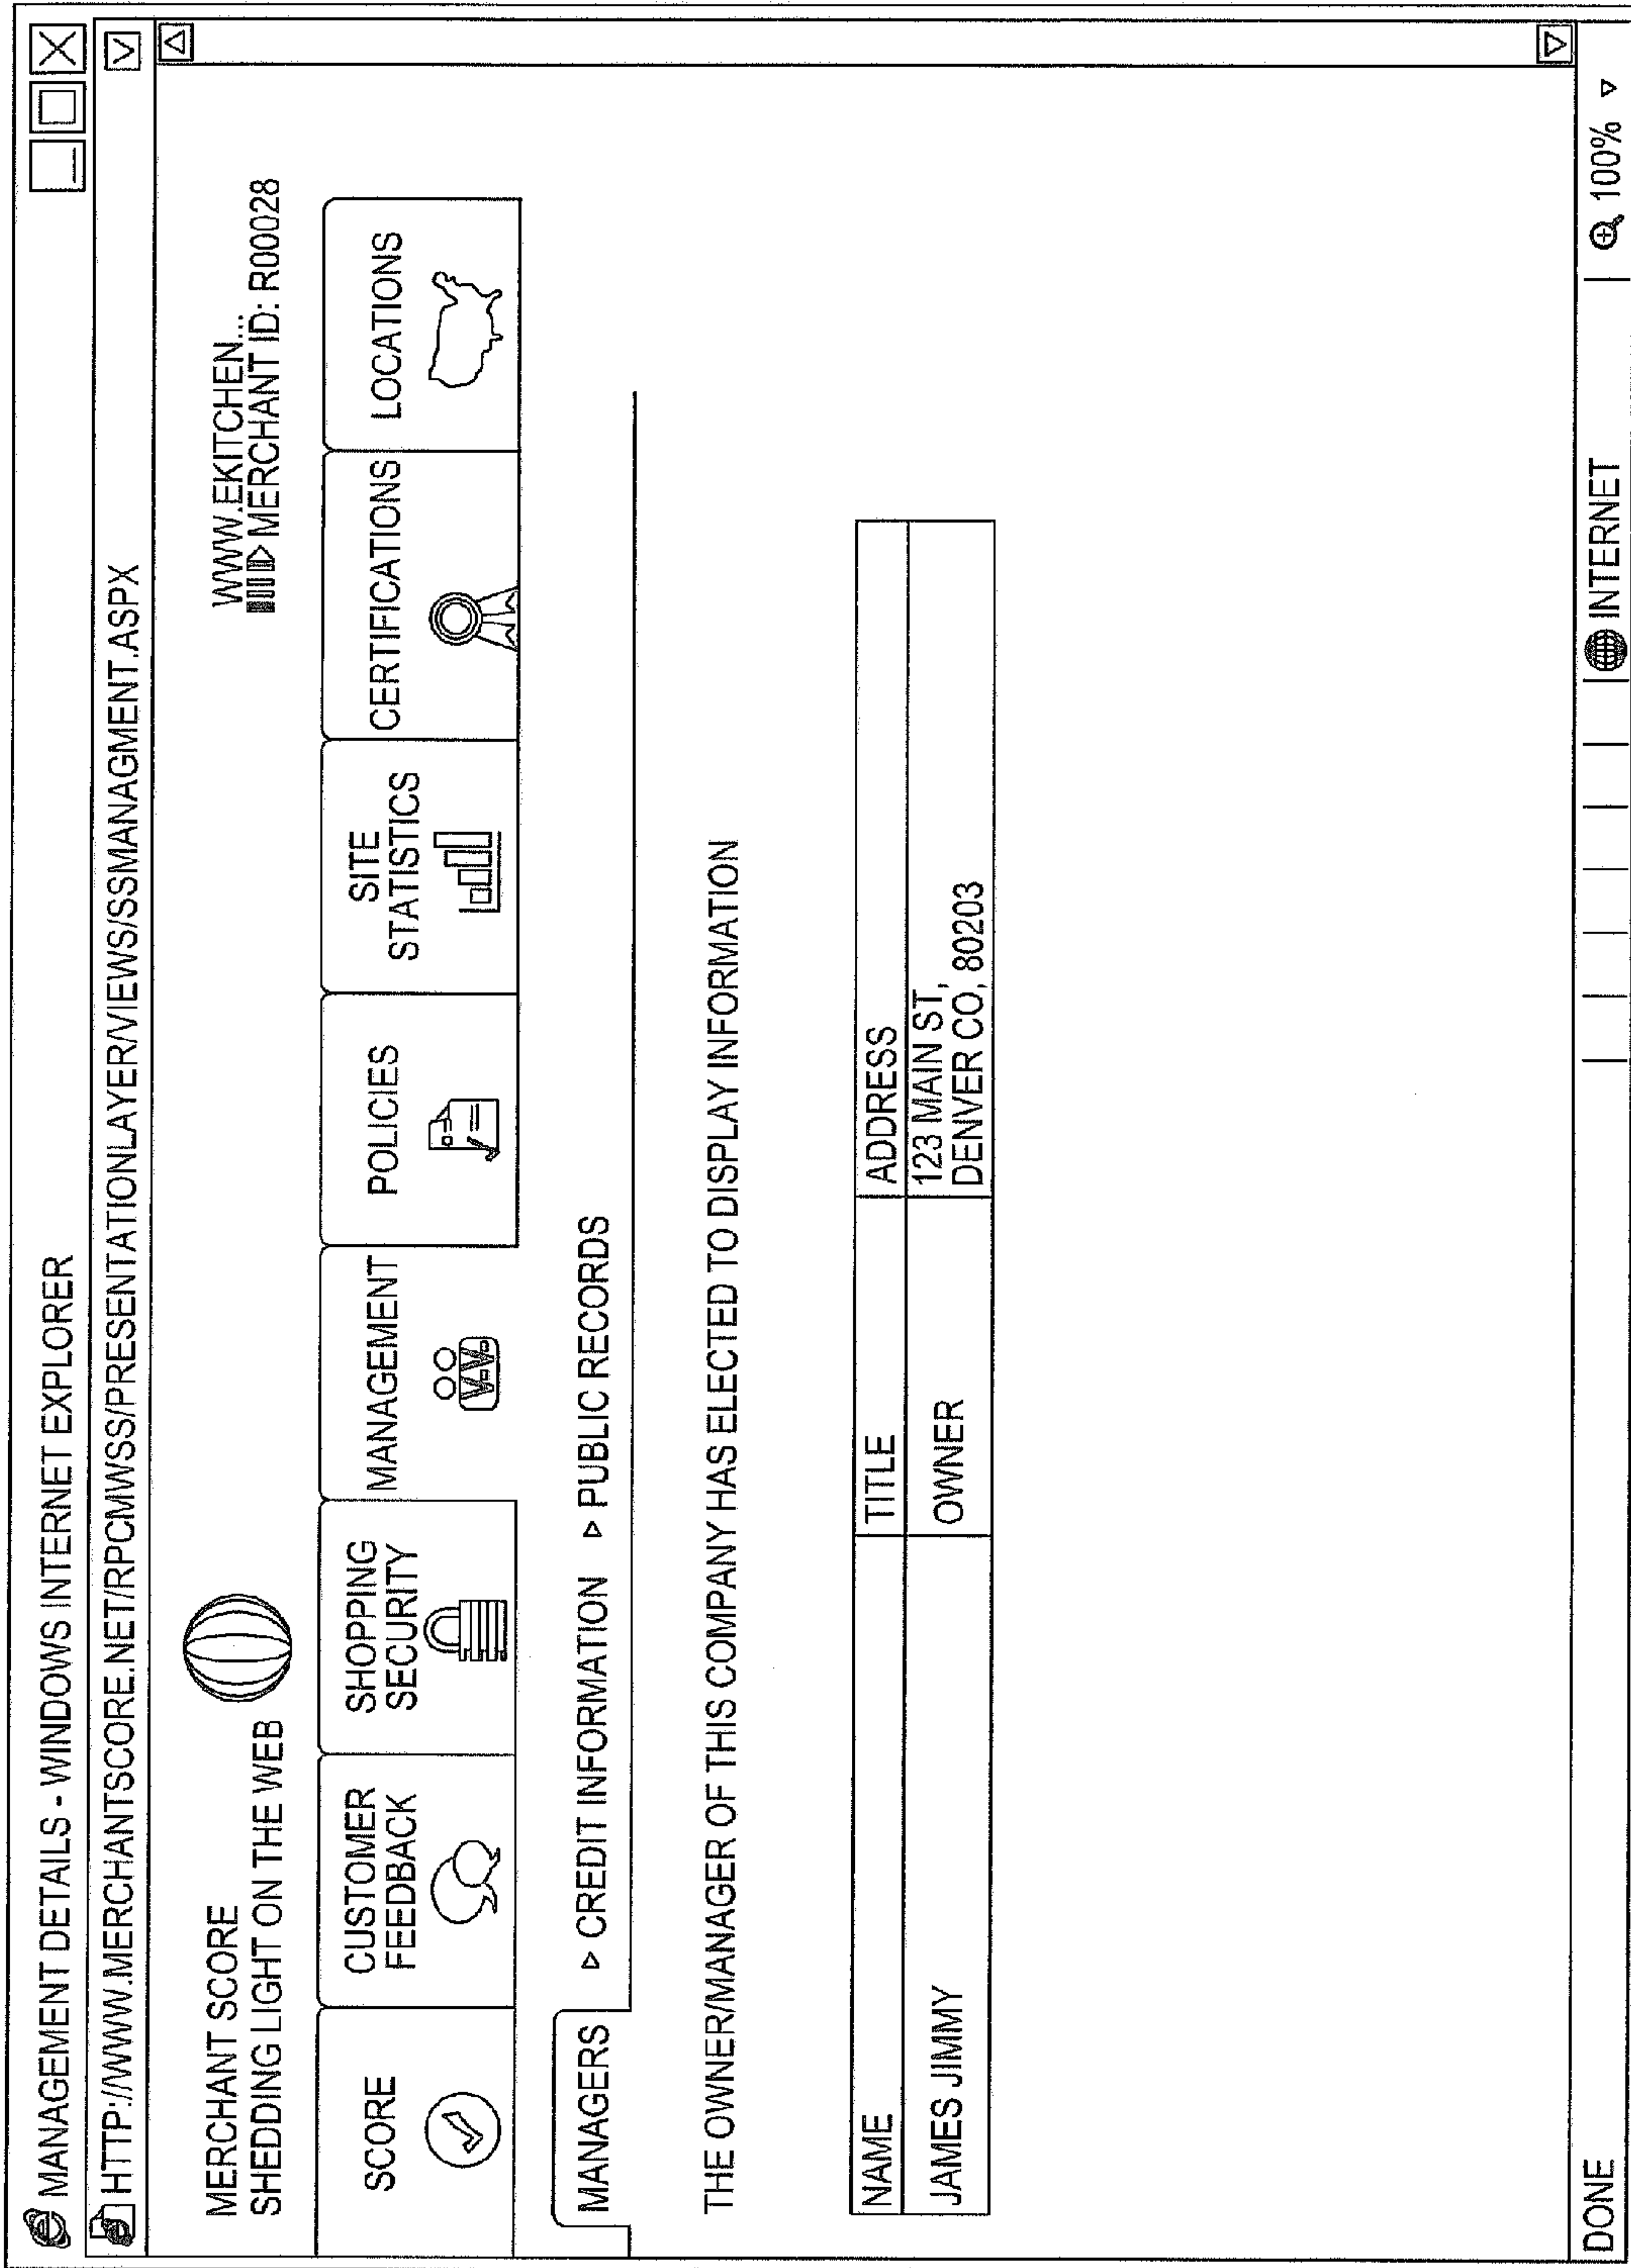 MANAGEMENT DETAILS - WINDOWS INTERNET EXPLORER
HTTP://WWW.MERCHANTSCORE.NET/RPCMWSS/PRESENTATIONLAYER/VIEWS/SSMANAGMENT.ASPX
MERCHANT SCORE
SHEDDING LIGHT ON THE WEB
WWW.EKITCHEN...
MERCHANT ID: R00028
SCORE
CUSTOMER
FEEDBACK
SHOPPING
SECURITY
MANAGEMENT
POLICIES
SITE
STATISTICS
CERTIFICATIONS
LOCATIONS
MANAGERS ▹ CREDIT INFORMATION ▹ PUBLIC RECORDS
THE OWNER/MANAGER OF THIS COMPANY HAS ELECTED TO DISPLAY INFORMATION
NAME TITLE ADDRESS
JAMES JIMMY OWNER 123 MAIN ST,
DENVER CO, 80203
DONE INTERNET 100%